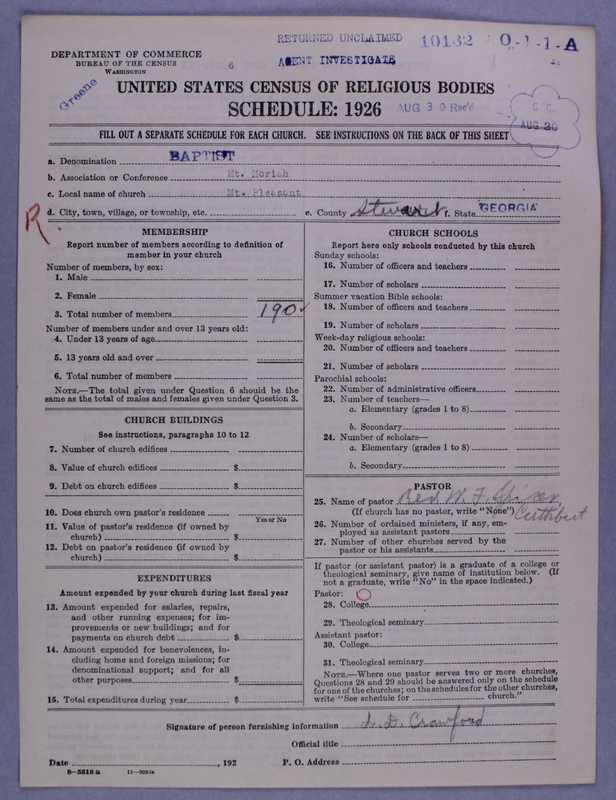 RETURNED UNCLAIMED
10132 O-1-1-A
DEPARTMENT OF COMMERCE
BUREAU OF THE CENSUS
WASHINGTON
6
AGENT INVESTIGATE
Greene
UNITED STATES CENSUS OF RELIGIOUS BODIES
SCHEDULE: 1926
AUG 30 Rec'd
C. C.
AUG 30
FILL OUT A SEPARATE SCHEDULE FOR EACH CHURCH. SEE INSTRUCTIONS ON THE BACK OF THIS SHEET
a. Denomination BAPTIST
b. Association or Conference Mt. Moriah
c. Local name of church Mt. Pleasant
d. City, town, village, or township, etc. e. County Stewart f. State GEORGIA
R
MEMBERSHIP
Report number of members according to definition of
member in your church
Number of members, by sex:
1. Male
2. Female
3. Total number of members 190
Number of members under and over 13 years old:
4. Under 13 years of age
5. 13 years old and over
6. Total number of members
NOTE.—The total given under Question 6 should be the
same as the total of males and females given under Question 3.
CHURCH BUILDINGS
See instructions, paragraphs 10 to 12
7. Number of church edifices
8. Value of church edifices $
9. Debt on church edifices $
10. Does church own pastor's residence
Yes or No
11. Value of pastor's residence (if owned by
church) $
12. Debt on pastor's residence (if owned by
church) $
EXPENDITURES
Amount expended by your church during last fiscal year
13. Amount expended for salaries, repairs,
and other running expenses; for im-
provements or new buildings; and for
payments on church debt $
14. Amount expended for benevolences, in-
cluding home and foreign missions; for
denominational support; and for all
other purposes $
15. Total expenditures during year $
CHURCH SCHOOLS
Report here only schools conducted by this church
Sunday schools:
16. Number of officers and teachers
17. Number of scholars
Summer vacation Bible schools:
18. Number of officers and teachers
19. Number of scholars
Week-day religious schools:
20. Number of officers and teachers
21. Number of scholars
Parochial schools:
22. Number of administrative officers
23. Number of teachers—
a. Elementary (grades 1 to 8)
b. Secondary
24. Number of scholars—
a. Elementary (grades 1 to 8)
b. Secondary
PASTOR
25. Name of pastor Rev. W. F.
(If church has no pastor, write "None") Cuthbert
26. Number of ordained ministers, if any, em-
ployed as assistant pastors
27. Number of other churches served by the
pastor or his assistants
If pastor (or assistant pastor) is a graduate of a college or
theological seminary, give name of institution below. (If
not a graduate, write "No" in the space indicated.)
Pastor:
28. College
29. Theological seminary
Assistant pastor:
30. College
31. Theological seminary
NOTE.—Where one pastor serves two or more churches,
Questions 28 and 29 should be answered only on the schedule
for one of the churches; on the schedules for the other churches,
write "See schedule for church."
Signature of person furnishing information D. Crawford
Official title
Date , 192 P. O. Address
8—5518 a